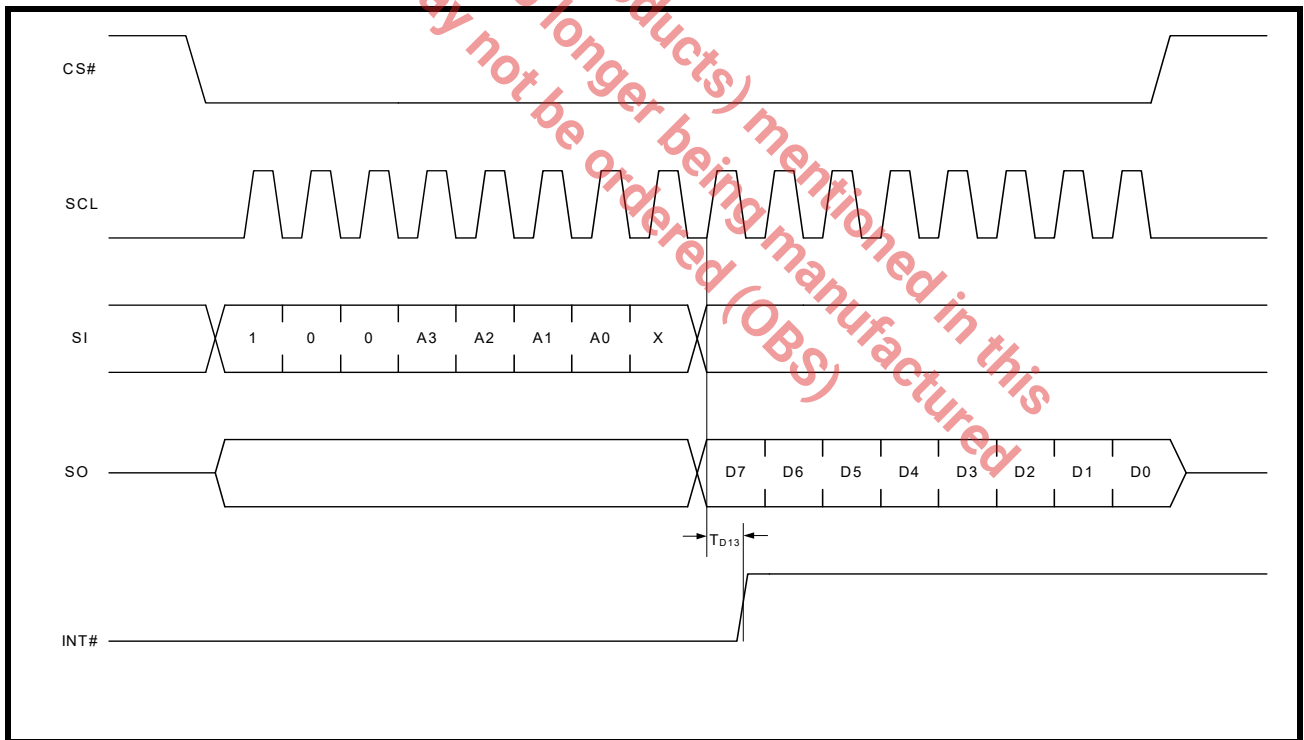 CS#
SCL
SI 1 0 0 A3 A2 A1 A0 X
SO D7 D6 D5 D4 D3 D2 D1 D0
TD13
INT#
ducts) mentioned in this
longer being manufactured
ay not be ordered (OBS)